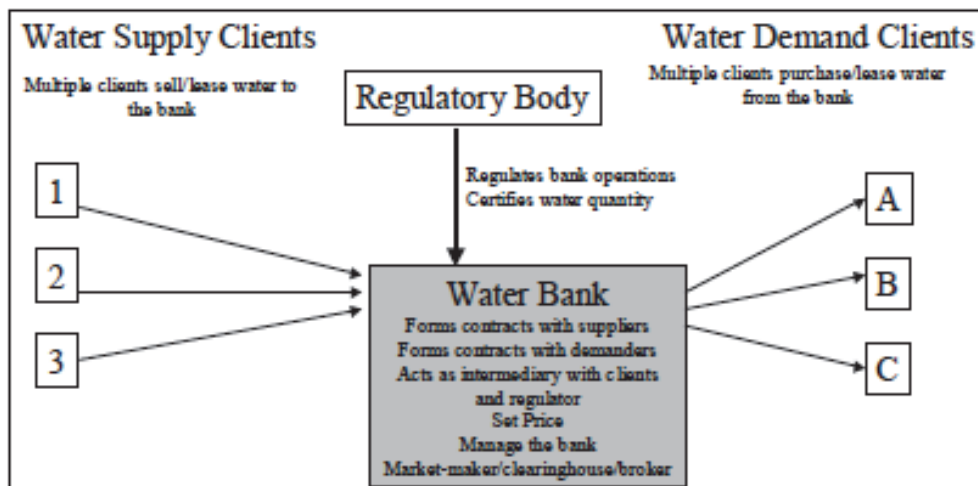 Water Supply Clients
Multiple clients sell/lease water to
the bank
Water Demand Clients
Multiple clients purchase/lease water
from the bank
Regulatory Body
Regulates bank operations
Certifies water quantity
1
2
3
A
B
C
Water Bank
Forms contracts with suppliers
Forms contracts with demanders
Acts as intermediary with clients
and regulator
Set Price
Manage the bank
Market-maker/clearinghouse/broker